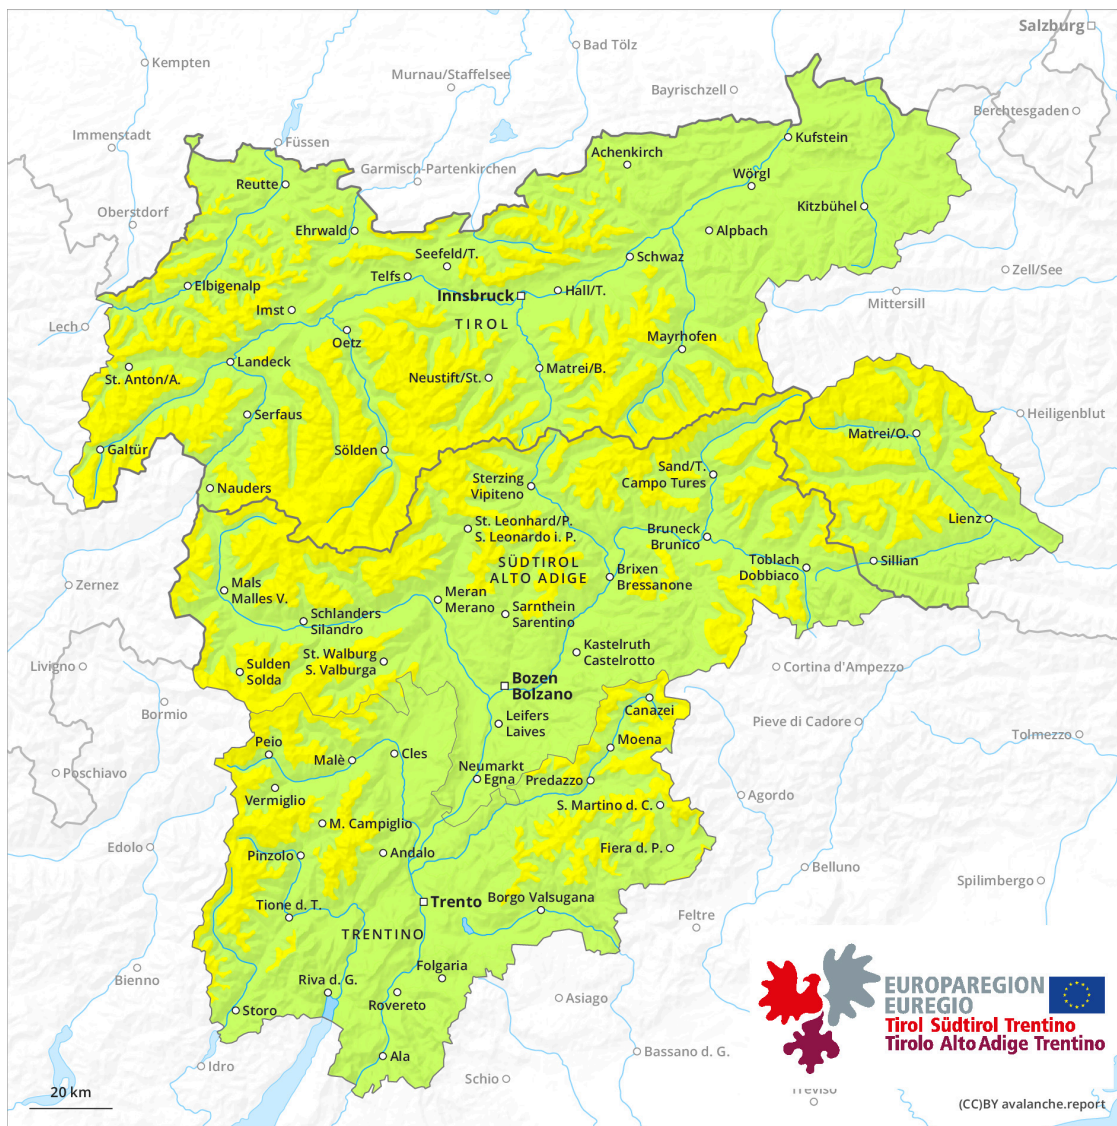 Salzburg
Bad Tölz
Kempten
Murnau/Staffelsee
Bayrischzell
Berchtesgaden
Immenstadt
Füssen
Kufstein
Achenkirch
Garmisch-Partenkirchen
Wörgl
Reutte
Oberstdorf
Kitzbühel
Ehrwald
Alpbach
Seefeld/T.
Schwaz
Zell/See
Telfs
Elbigenalp
Hall/T.
Innsbruck
Mittersill
Imst
Lech
TIROL
Oetz
Mayrhofen
Landeck
Matrei/B.
St. Anton/A.
Neustift/St.
Serfaus
Heiligenblut
Matrei/O.
Galtür
Sölden
Sand/T.
Campo Tures
Sterzing
Vipiteno
Nauders
Lienz
St. Leonhard/P.
S. Leonardo i. P.
Bruneck
Brunico
SÜDTIROL
ALTO ADIGE
Toblach
Dobbiaco
Sillian
Brixen
Bressanone
Zernez
Mals
Malles V.
Meran
Merano
Sarnthein
Sarentino
Schlanders
Silandro
Kastelruth
Castelrotto
St. Walburg
S. Valburga
Livigno
Sulden
Solda
Cortina d'Ampezzo
Bozen
Bolzano
Canazei
Bormio
Leifers
Laives
Pieve di Cadore
Tolmezzo
Moena
Peio
Malè
Cles
Poschiavo
Neumarkt
Egna
Predazzo
Vermiglio
Agordo
S. Martino d. C.
M. Campiglio
Edolo
Pinzolo
Andalo
Fiera d. P.
Belluno
Spilimbergo
Borgo Valsugana
Trento
Tione d. T.
Feltre
TRENTINO
Bienno
Folgaria
Riva d. G.
Rovereto
Asiago
Storo
EUROPAREGION
EUREGIO
Tirol Südtirol Trentino
Tirolo Alto Adige Trentino
Ala
Bassano d. G.
Idro
Schio
Treviso
20 km
(CC)BY avalanche.report